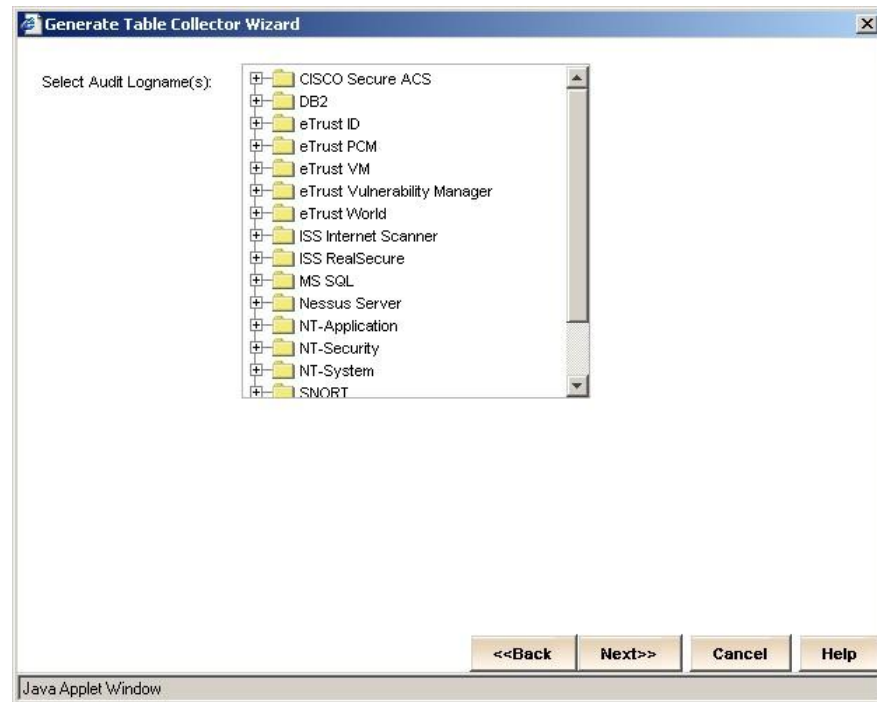 Generate Table Collector Wizard
Select Audit Logname(s):
CISCO Secure ACS
DB2
eTrust ID
eTrust PCM
eTrust VM
eTrust Vulnerability Manager
eTrust World
ISS Internet Scanner
ISS RealSecure
MS SQL
Nessus Server
NT-Application
NT-Security
NT-System
SNORT
<<Back Next>> Cancel Help
Java Applet Window